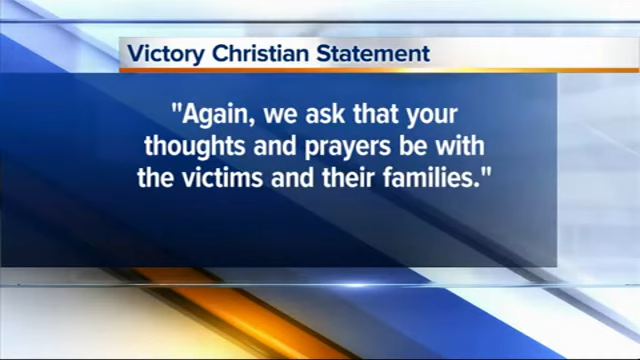 Victory Christian Statement
"Again, we ask that your
thoughts and prayers be with
the victims and their families."